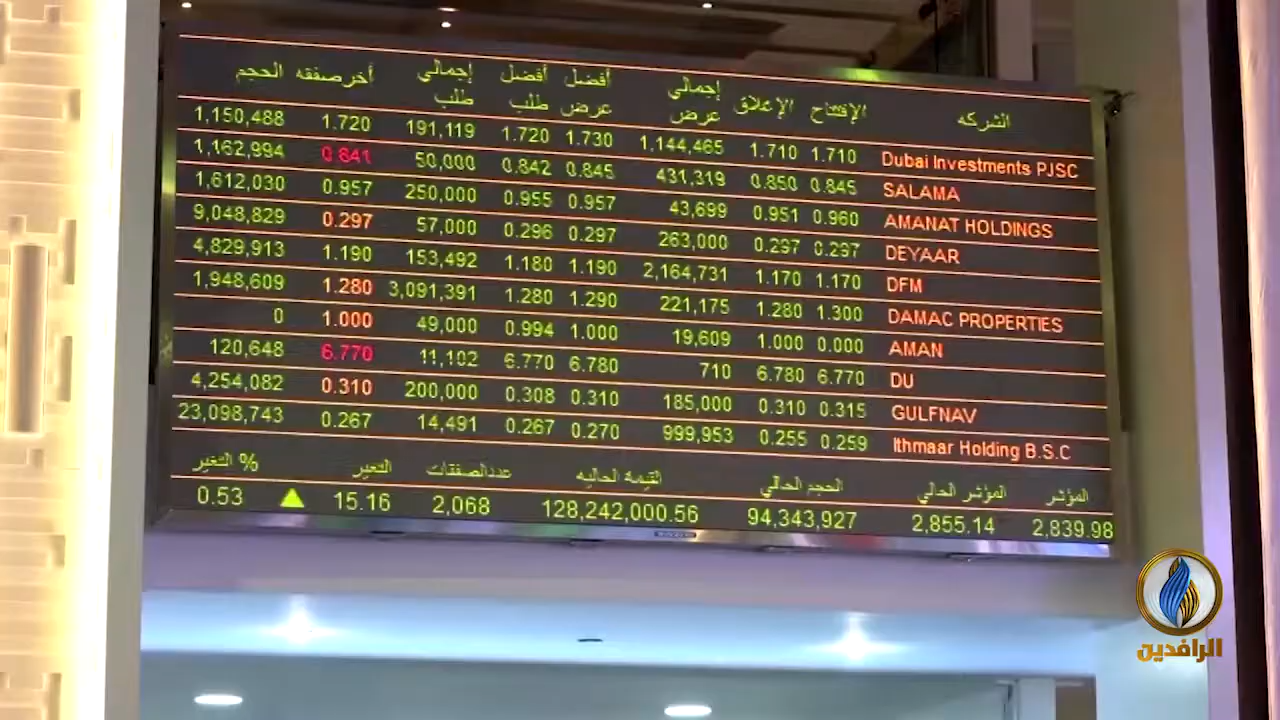 الشركه الإفتتاح الإغلاق إجمالي عرض أفضل عرض أفضل طلب إجمالي طلب أخر صفقه الحجم
Dubai Investments PJSC 1.710 1.710 1,144,465 1.730 1.720 191,119 1.720 1,150,488
SALAMA 0.845 0.850 431,319 0.845 0.842 50,000 0.841 1,162,994
AMANAT HOLDINGS 0.960 0.951 43,699 0.957 0.955 250,000 0.957 1,612,030
DEYAAR 0.297 0.297 263,000 0.297 0.296 57,000 0.297 9,048,829
DFM 1.170 1.170 2,164,731 1.190 1.180 153,492 1.190 4,829,913
DAMAC PROPERTIES 1.300 1.280 221,175 1.290 1.280 3,091,391 1.280 1,948,609
AMAN 0.000 1.000 19,609 1.000 0.994 49,000 1.000 0
DU 6.770 6.780 710 6.780 6.770 11,102 6.770 120,648
GULFNAV 0.315 0.310 185,000 0.310 0.308 200,000 0.310 4,254,082
Ithmaar Holding B.S.C 0.259 0.255 999,953 0.270 0.267 14,491 0.267 23,098,743
المؤشر المؤشر الحالي الحجم الحالي القيمه الحاليه عددالصفقات التغير التغير %
2,839.98 2,855.14 94,343,927 128,242,000.56 2,068 15.16 ▲ 0.53
الرافدين